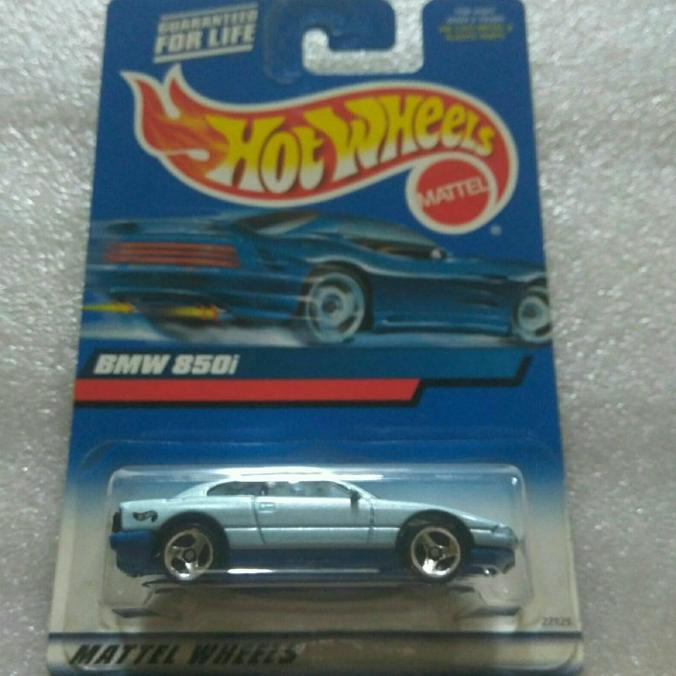 GUARANTEED
FOR LIFE
HOT WHEELS
MATTEL
®
BMW 850i
MATTEL WHEELS